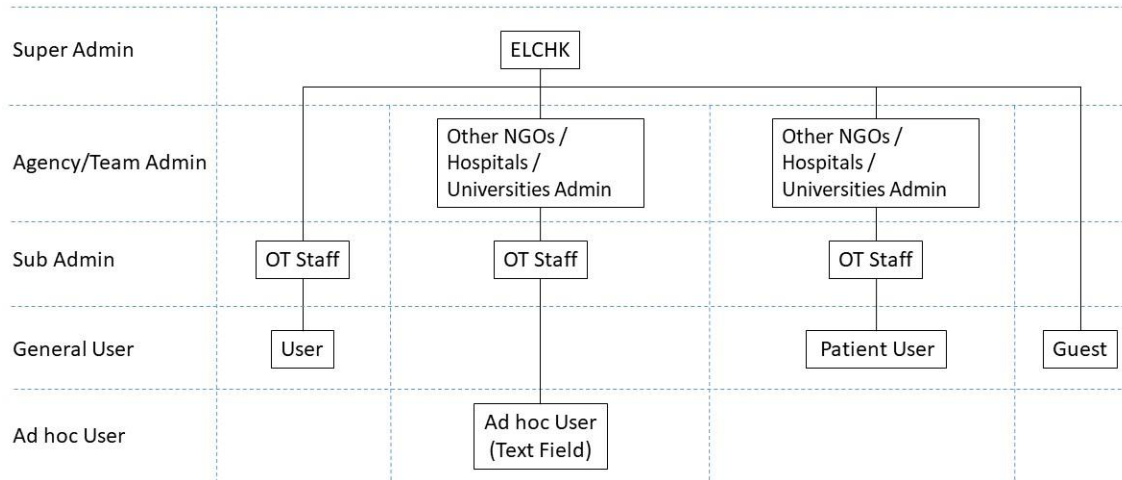 Super Admin
ELCHK
Agency/Team Admin
Other NGOs /
Hospitals /
Universities Admin
Other NGOs /
Hospitals /
Universities Admin
Sub Admin
OT Staff
OT Staff
OT Staff
General User
User
Patient User
Guest
Ad hoc User
Ad hoc User
(Text Field)